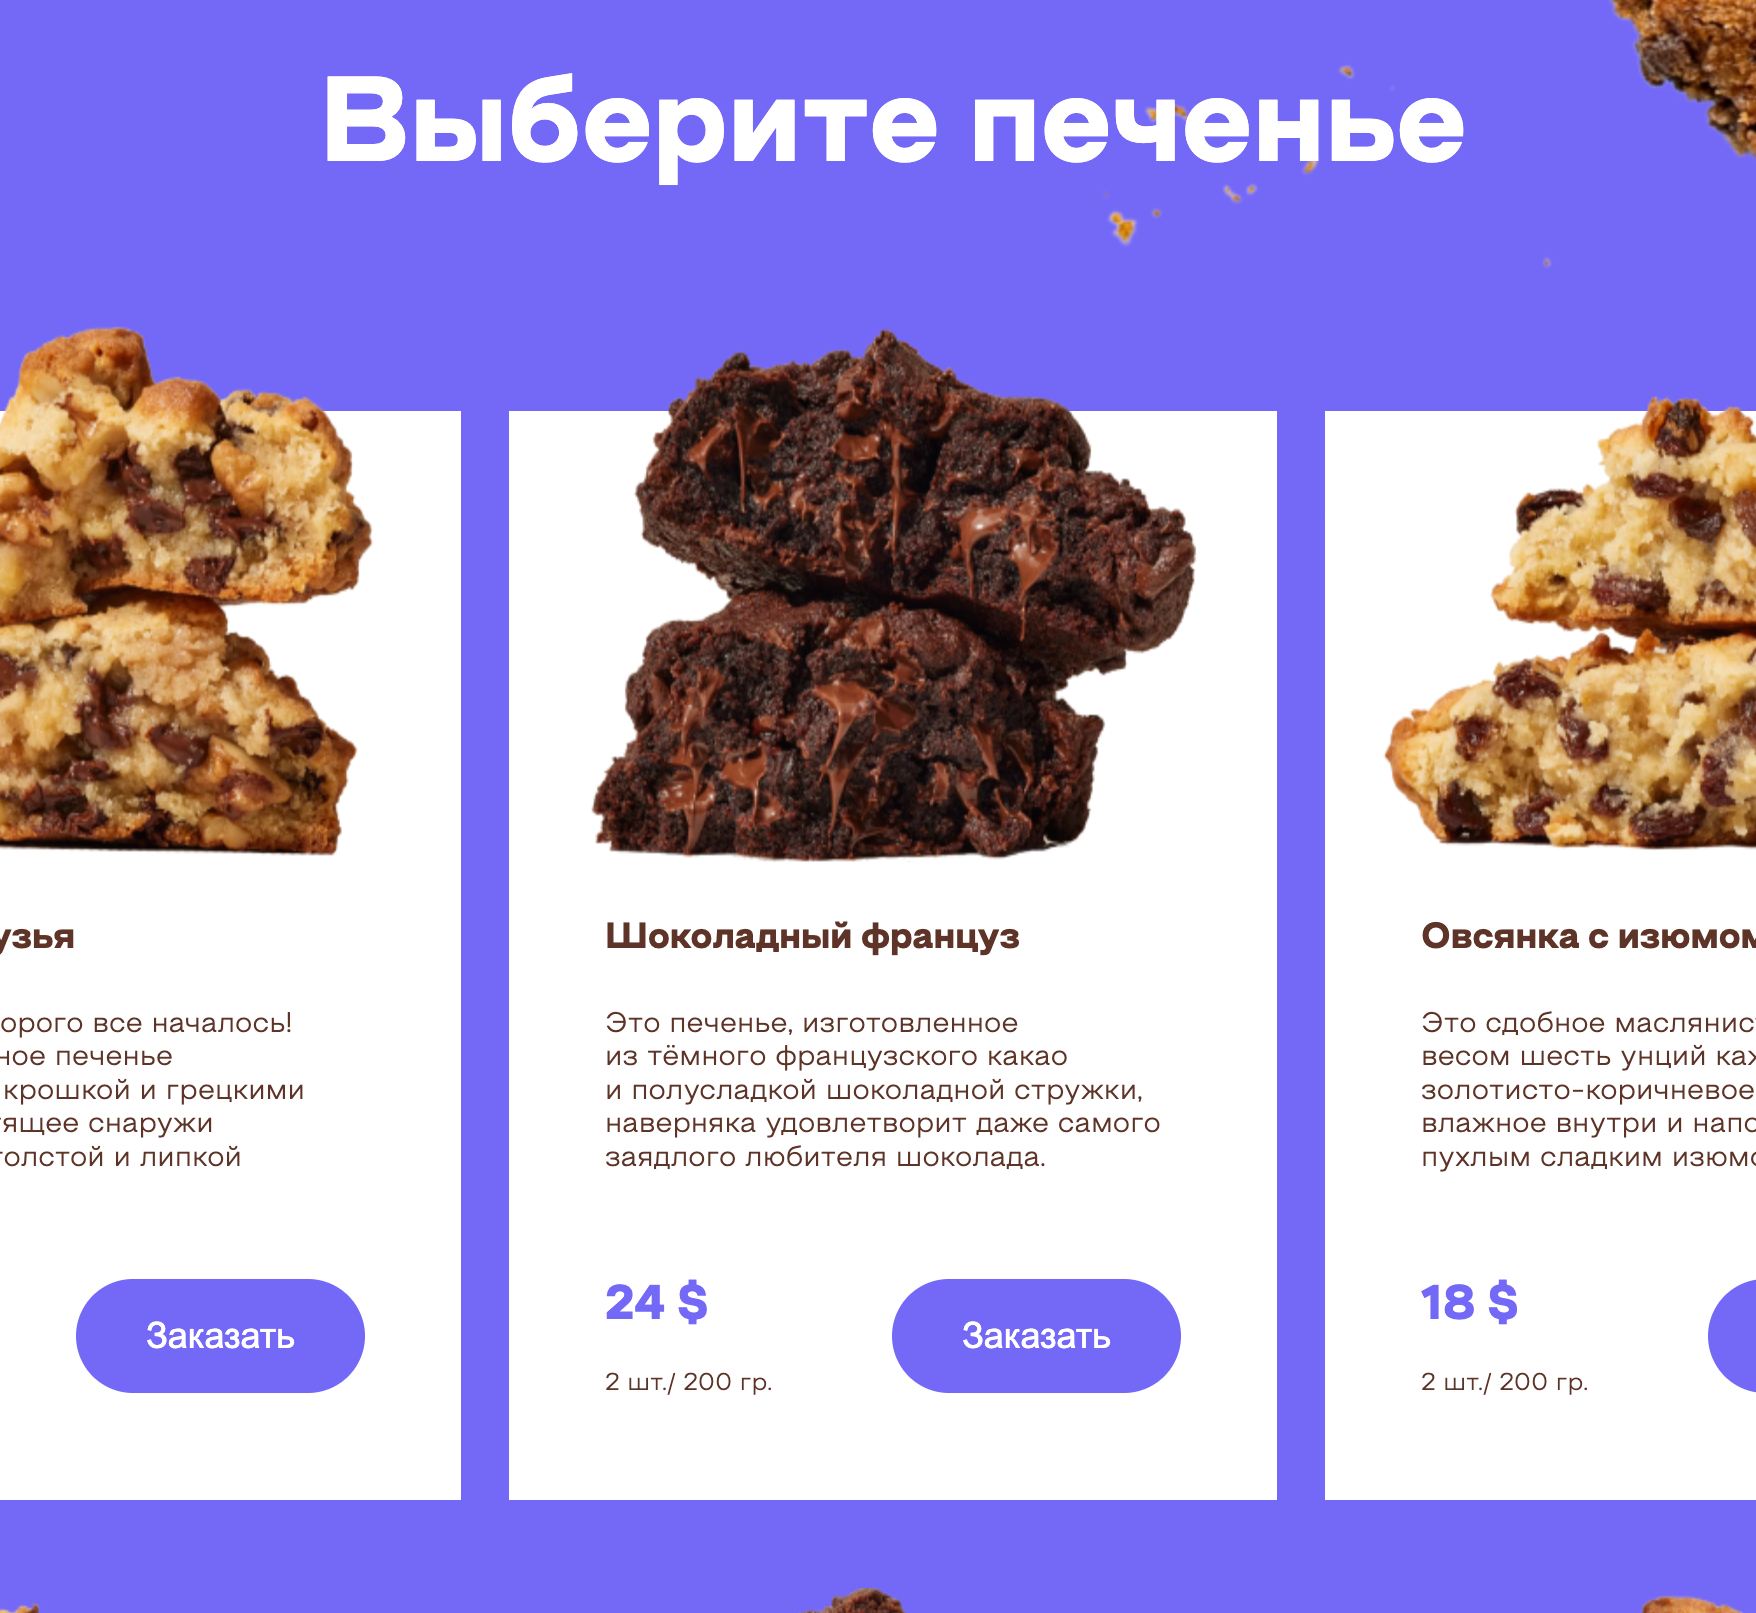 Выберите печенье
узья
орого все началось!
ное печенье
крошкой и грецкими
тящее снаружи
толстой и липкой
Заказать
Шоколадный француз
Это печенье, изготовленное
из тёмного французского какао
и полусладкой шоколадной стружки,
наверняка удовлетворит даже самого
заядлого любителя шоколада.
24 $
Заказать
2 шт./ 200 гр.
Овсянка с изюмом
Это сдобное маслянис
весом шесть унций ка
золотисто-коричневое
влажное внутри и нап
пухлым сладким изюм
18 $
2 шт./ 200 гр.